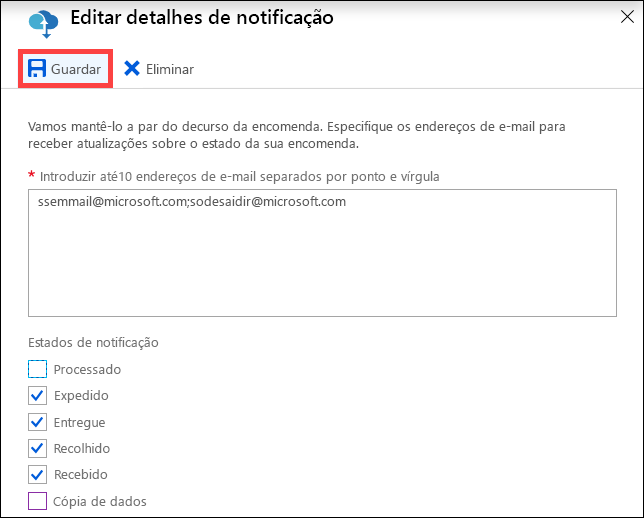 Editar detalhes de notificação
Guardar
Eliminar
Vamos mantê-lo a par do decurso da encomenda. Especifique os endereços de e-mail para
receber atualizações sobre o estado da sua encomenda.
* Introduzir até10 endereços de e-mail separados por ponto e vírgula
ssemmail@microsoft.com;sodesaidir@microsoft.com
Estados de notificação
Processado
Expedido
Entregue
Recolhido
Recebido
Cópia de dados